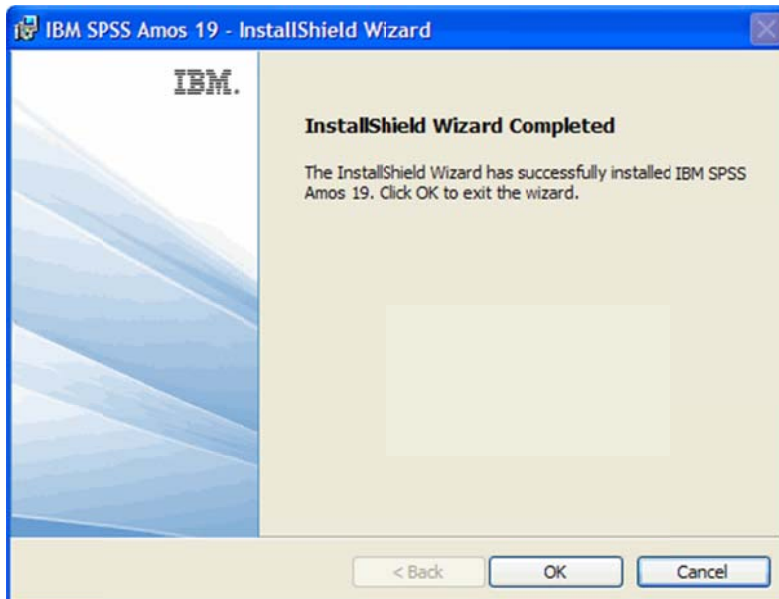 IBM SPSS Amos 19 - InstallShield Wizard
IBM.
InstallShield Wizard Completed
The InstallShield Wizard has successfully installed IBM SPSS
Amos 19. Click OK to exit the wizard.
< Back
OK
Cancel